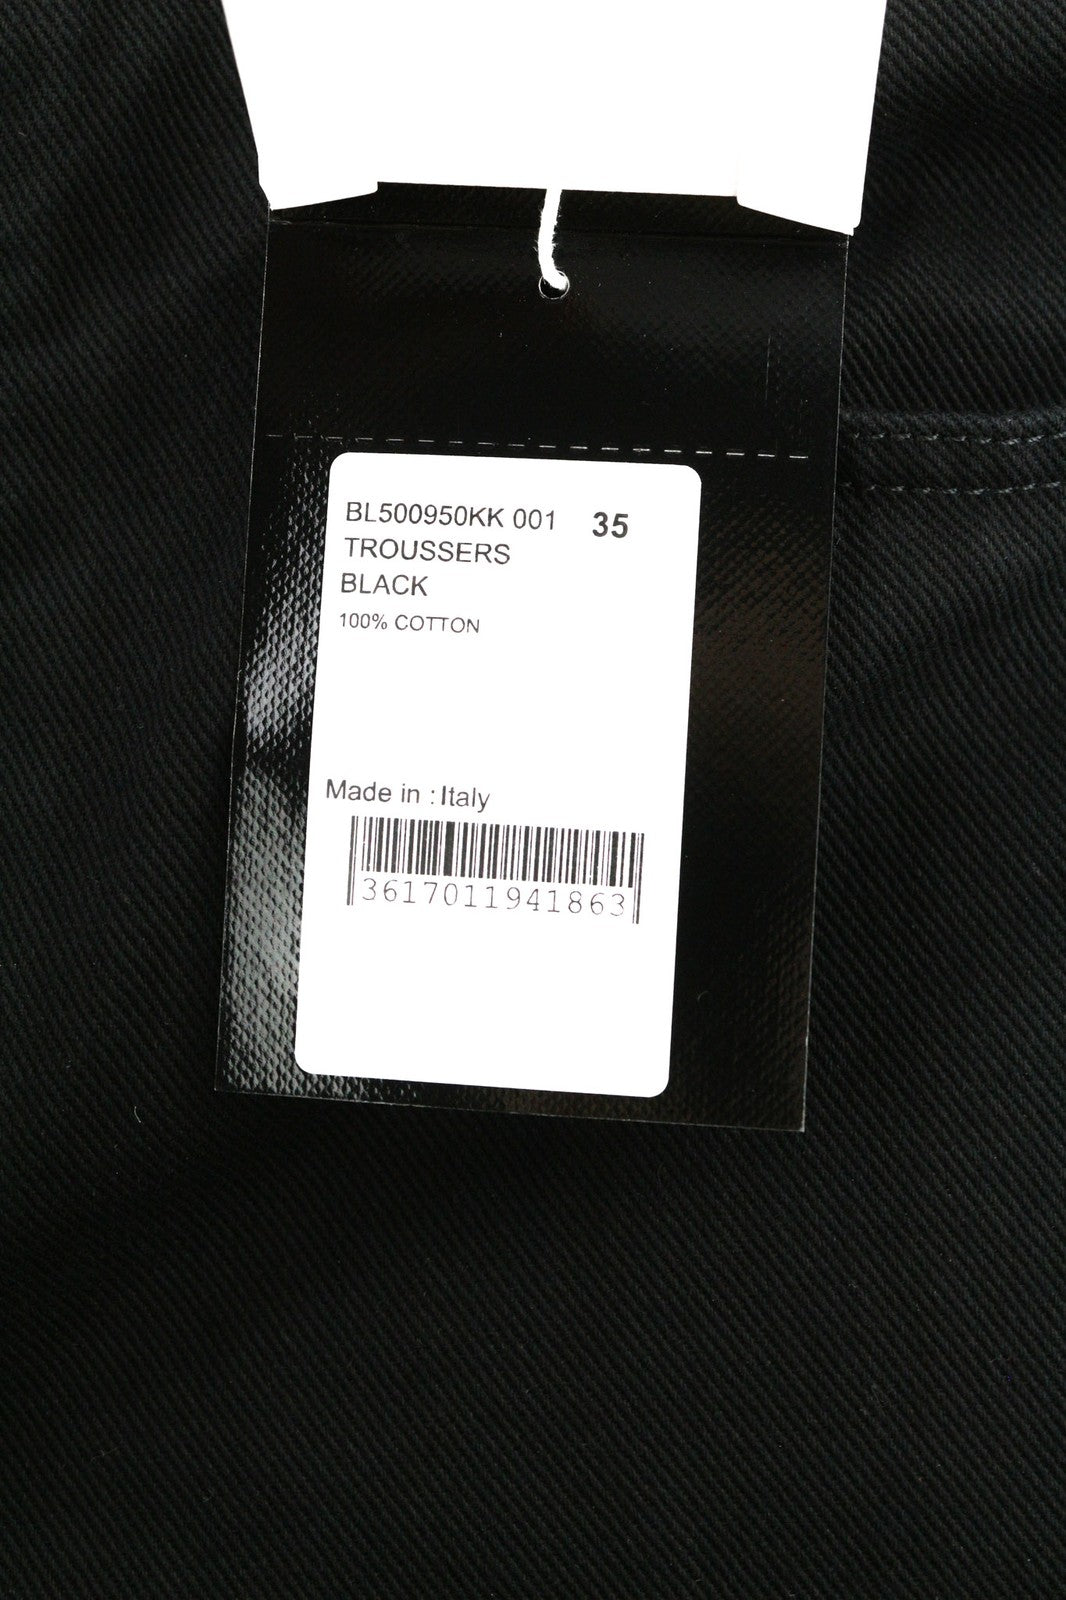 BL500950KK 001 35
TROUSSERS
BLACK
100% COTTON
Made in : Italy
3617011941863